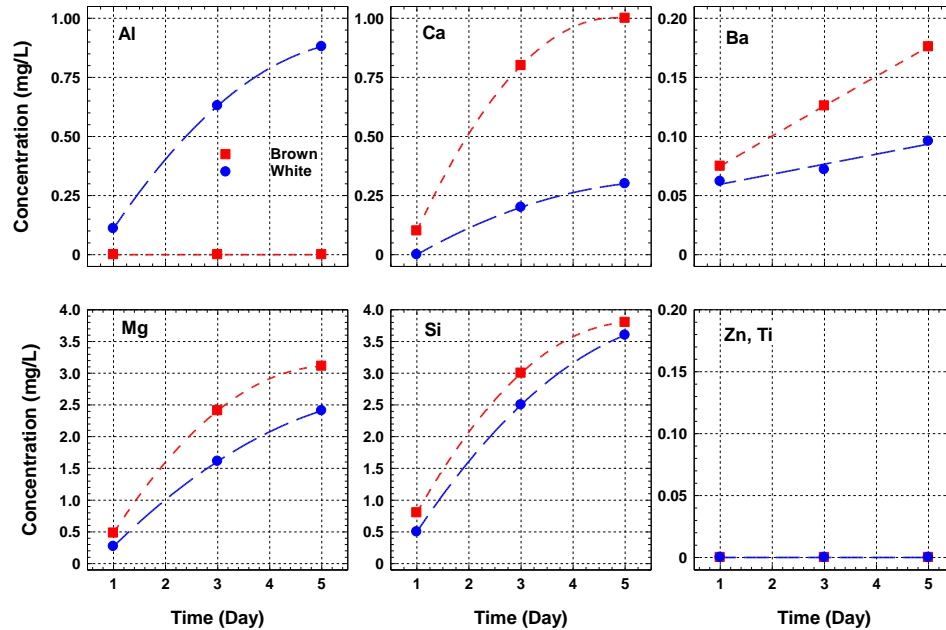 Al
Ca
Ba
1.00
0.75
0.50
0.25
0
Concentration (mg/L)
Brown
White
1.00
0.75
0.50
0.25
0
0.20
0.15
0.10
0.05
0
Mg
Si
Zn, Ti
4.0
3.5
3.0
2.5
2.0
1.5
1.0
0.5
0
Concentration (mg/L)
4.0
3.5
3.0
2.5
2.0
1.5
1.0
0.5
0
0.20
0.15
0.10
0.05
0
1 2 3 4 5
1 2 3 4 5
1 2 3 4 5
Time (Day)
Time (Day)
Time (Day)